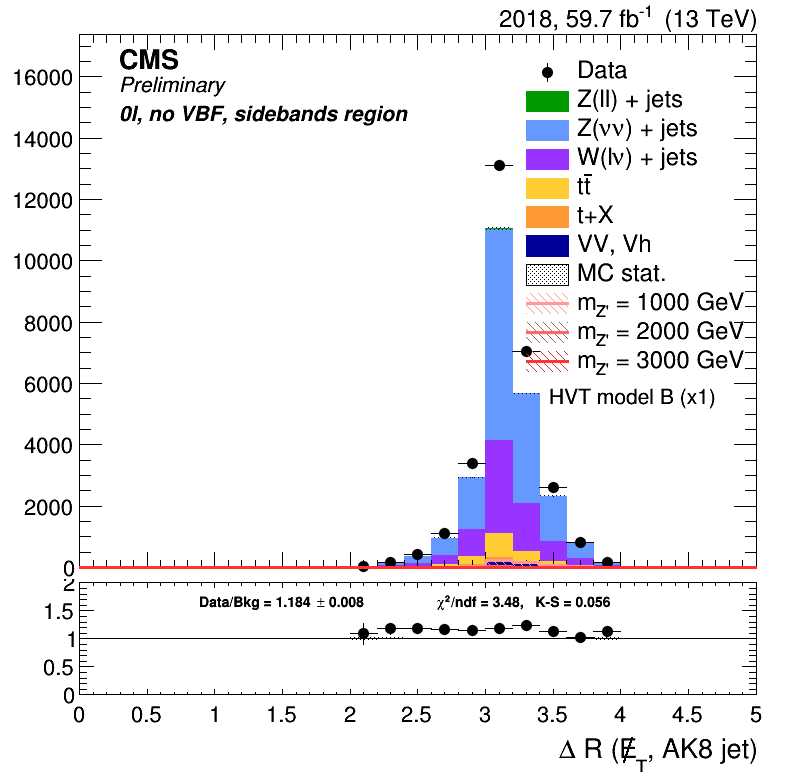 2018, 59.7 fb⁻¹ (13 TeV)
CMS
Preliminary
0l, no VBF, sidebands region
Data
Z(ll) + jets
Z(νν) + jets
W(lν) + jets
tt̄
t+X
VV, Vh
MC stat.
m_Z' = 1000 GeV
m_Z' = 2000 GeV
m_Z' = 3000 GeV
HVT model B (x1)
16000
14000
12000
10000
8000
6000
4000
2000
0
Data/Bkg = 1.184 ± 0.008 χ²/ndf = 3.48, K-S = 0.056
2
1.5
1
0.5
0
0 0.5 1 1.5 2 2.5 3 3.5 4 4.5 5
Δ R (E̸_T, AK8 jet)